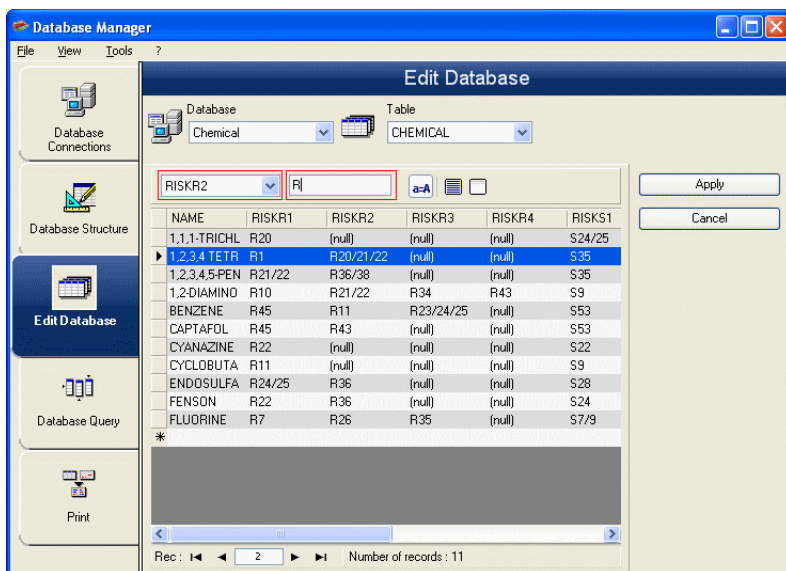 Database Manager
File View Tools ?
Edit Database
Database Connections
Database Structure
Edit Database
Database Query
Print
Database Table
Chemical CHEMICAL
RISKR2 R a=A
Apply
Cancel
NAME RISKR1 RISKR2 RISKR3 RISKR4 RISKS1
1,1,1-TRICHL R20 (null) (null) (null) S24/25
1,2,3,4 TETR R1 R20/21/22 (null) (null) S35
1,2,3,4,5-PEN R21/22 R36/38 (null) (null) S35
1,2-DIAMINO R10 R21/22 R34 R43 S9
BENZENE R45 R11 R23/24/25 (null) S53
CAPTAFOL R45 R43 (null) (null) S53
CYANAZINE R22 (null) (null) (null) S22
CYCLOBUTA R11 (null) (null) (null) S9
ENDOSULFA R24/25 R36 (null) (null) S28
FENSON R22 R36 (null) (null) S24
FLUORINE R7 R26 R35 (null) S7/9
Rec : 2 Number of records : 11